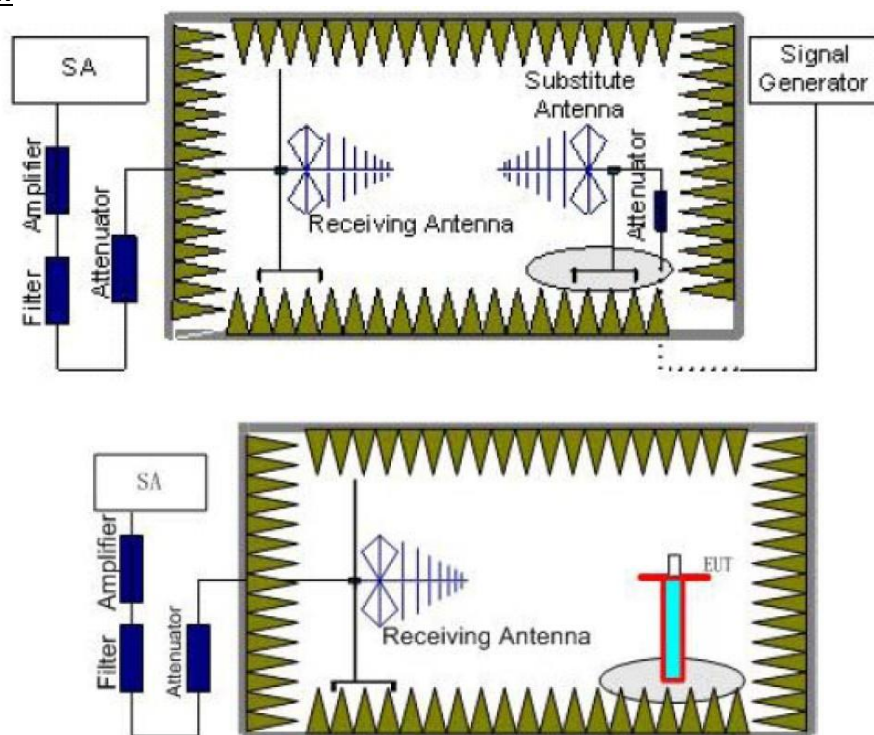 SA
Signal
Generator
Substitute
Antenna
Amplifier
Attenuator
Attenuator
Receiving Antenna
Filter
SA
Amplifier
EUT
Receiving Antenna
Filter
Attenuator